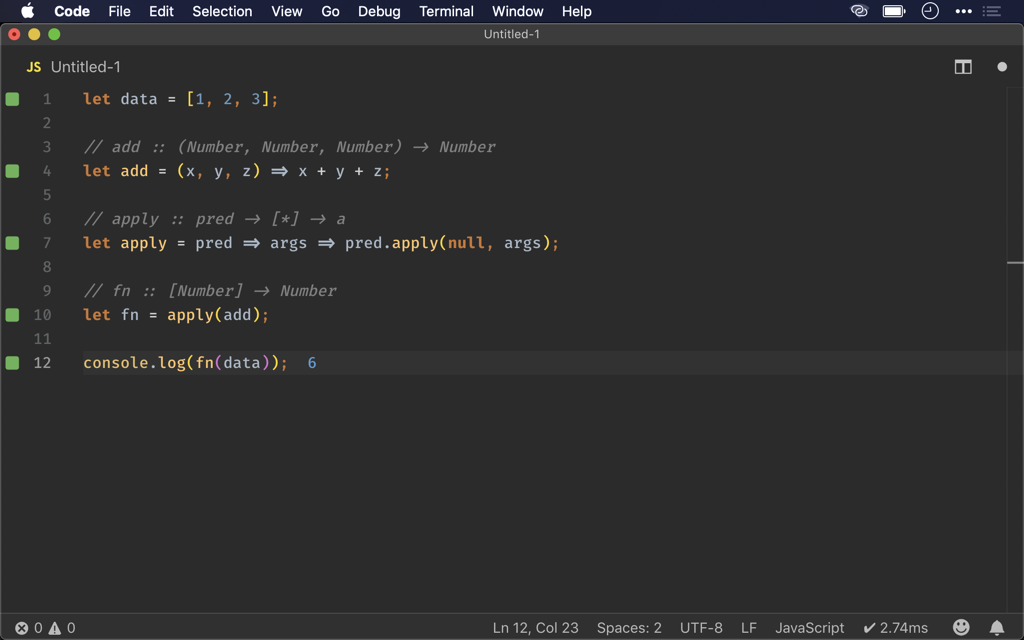 Code File Edit Selection View Go Debug Terminal Window Help
Untitled-1
JS Untitled-1
1 let data = [1, 2, 3];
2
3 // add :: (Number, Number, Number) → Number
4 let add = (x, y, z) ⇒ x + y + z;
5
6 // apply :: pred → [*] → a
7 let apply = pred ⇒ args ⇒ pred.apply(null, args);
8
9 // fn :: [Number] → Number
10 let fn = apply(add);
11
12 console.log(fn(data)); 6
0 0 Ln 12, Col 23 Spaces: 2 UTF-8 LF JavaScript ✔ 2.74ms